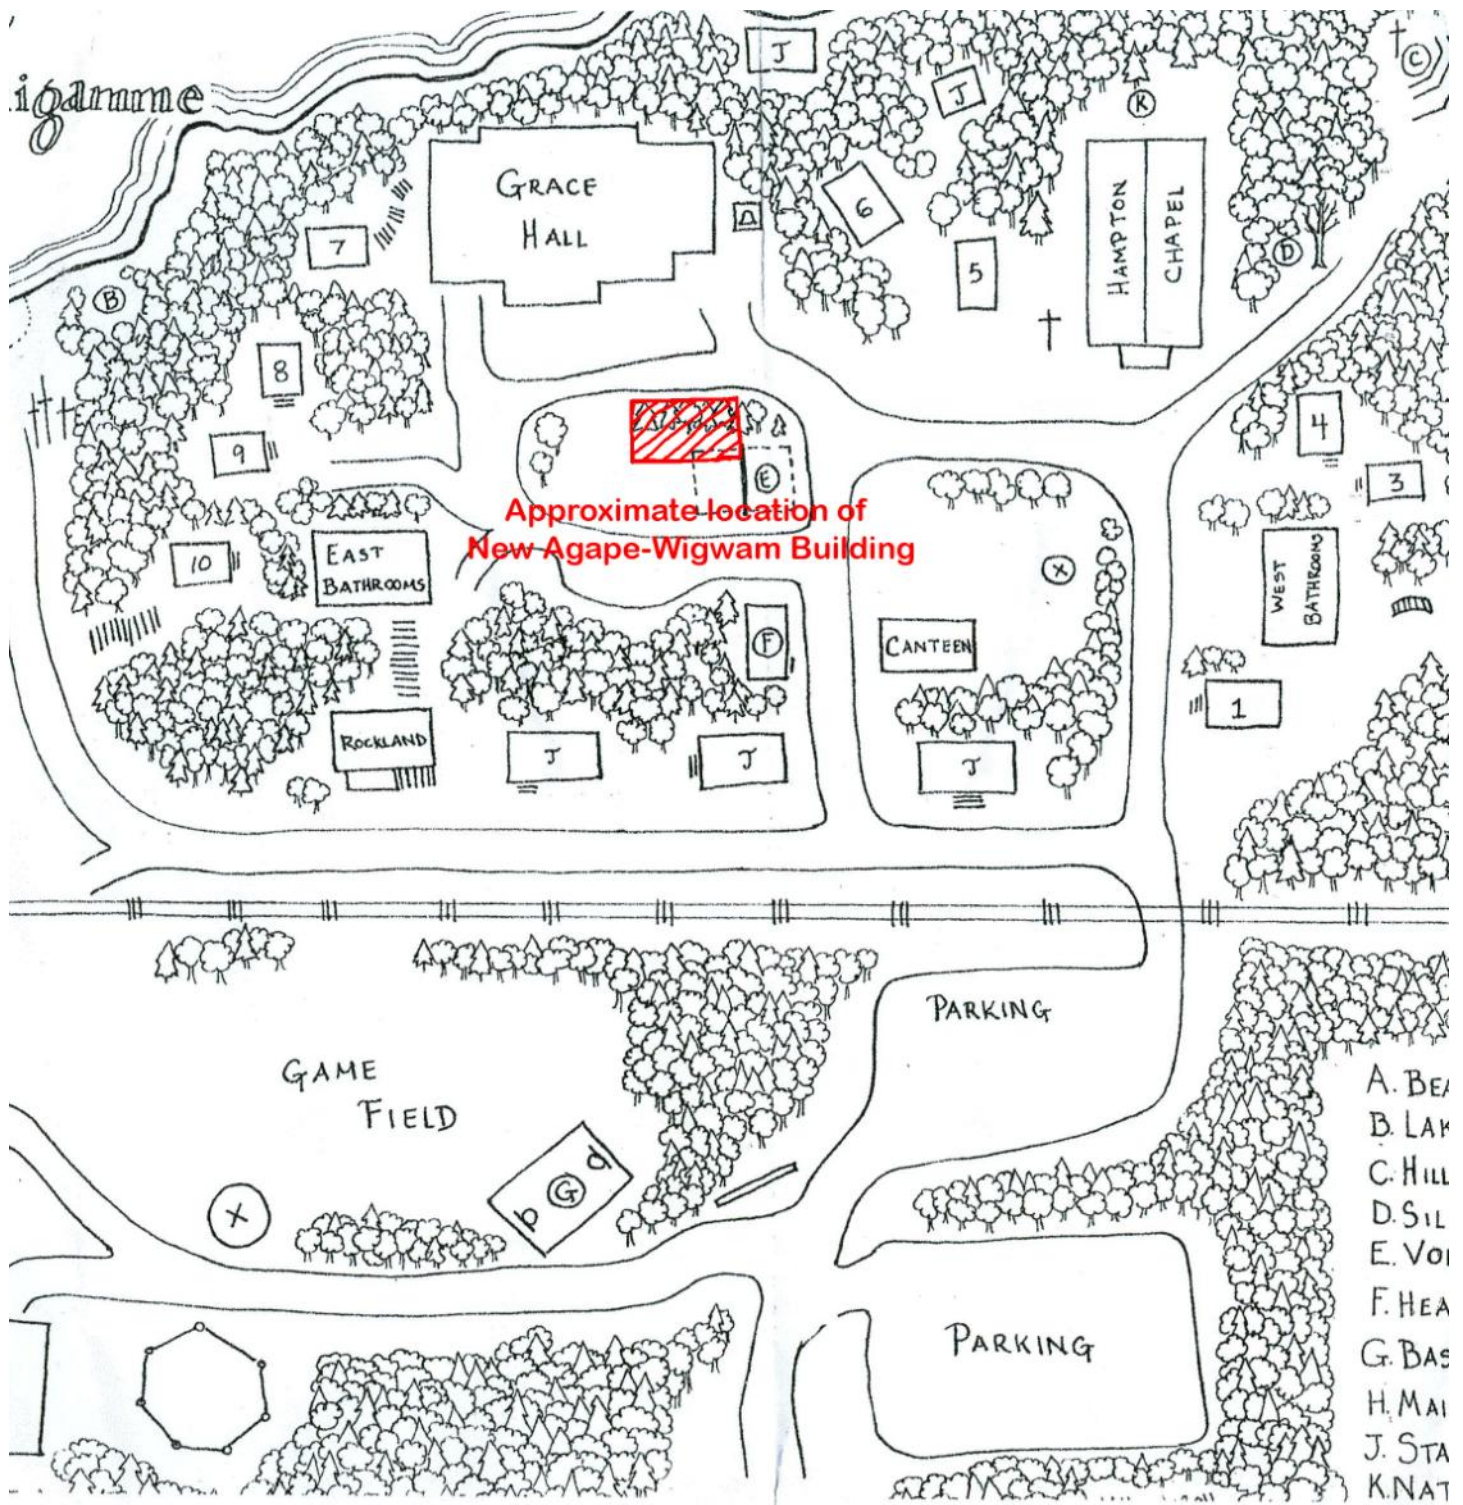 igamme
J
C
J
K
GRACE
HALL
HAMPTON
CHAPEL
6
7
5
D
B
8
4
9
3
E
Approximate location of
New Agape-Wigwam Building
10
EAST
BATHROOMS
X
WEST
BATHROOMS
F
CANTEEN
1
ROCKLAND
J
J
J
PARKING
GAME
FIELD
G
X
PARKING
A. BEA
B. LAK
C. HILL
D. SIL
E. VOL
F. HEA
G. BAS
H. MAI
J. STA
K. NAT